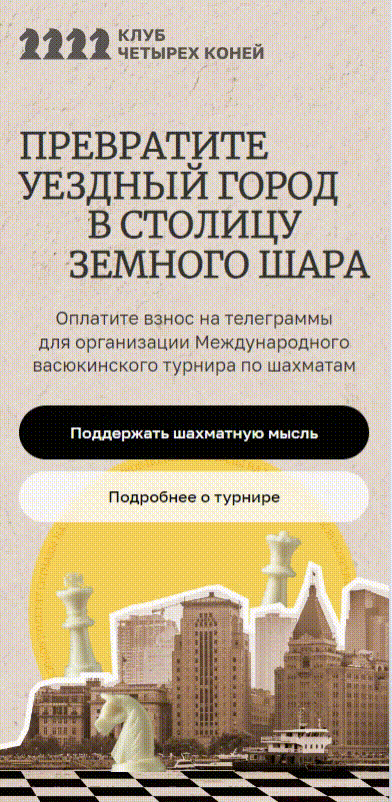 КЛУБ
ЧЕТЫРЕХ КОНЕЙ
ПРЕВРАТИТЕ
УЕЗДНЫЙ ГОРОД
В СТОЛИЦУ
ЗЕМНОГО ШАРА
Оплатите взнос на телеграммы
для организации Международного
васюкинского турнира по шахматам
Поддержать шахматную мысль
Подробнее о турнире